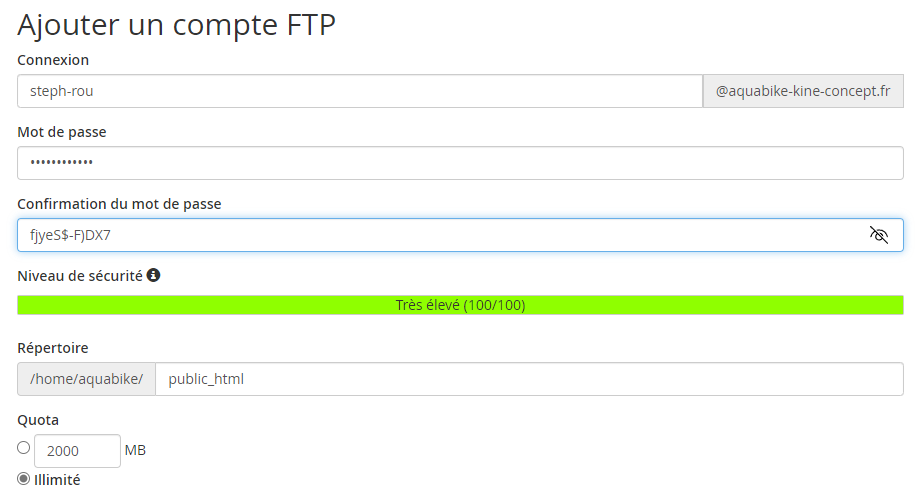 Ajouter un compte FTP
Connexion
steph-rou @aquabike-kine-concept.fr
Mot de passe
••••••••••••
Confirmation du mot de passe
fjyeS$-F)DX7
Niveau de sécurité
Très élevé (100/100)
Répertoire
/home/aquabike/ public_html
Quota
2000 MB
Illimité